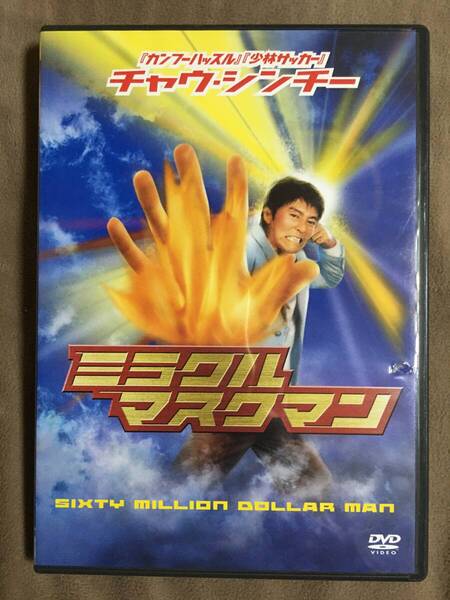 『カンフーハッスル』『少林サッカー』
チャウ・シンチー
ミラクル
マスクマン
SIXTY MILLION DOLLAR MAN
DVD
VIDEO